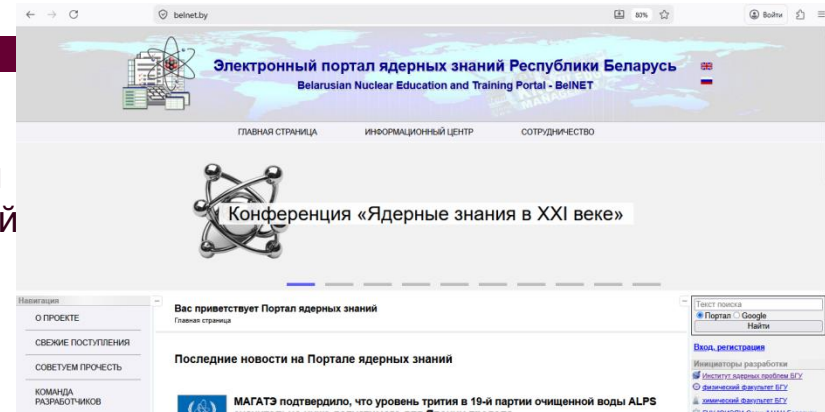 belnet.by
80%
Войти
Электронный портал ядерных знаний Республики Беларусь
Belarusian Nuclear Education and Training Portal - BelNET
ГЛАВНАЯ СТРАНИЦА ИНФОРМАЦИОННЫЙ ЦЕНТР СОТРУДНИЧЕСТВО
Конференция «Ядерные знания в XXI веке»
Навигация
О ПРОЕКТЕ
СВЕЖИЕ ПОСТУПЛЕНИЯ
СОВЕТУЕМ ПРОЧЕСТЬ
КОМАНДА
РАЗРАБОТЧИКОВ
Вас приветствует Портал ядерных знаний
Главная страница
Последние новости на Портале ядерных знаний
МАГАТЭ подтвердило, что уровень трития в 19-й партии очищенной воды ALPS
Текст поиска
Портал Google
Найти
Вход, регистрация
Инициаторы разработки
Институт ядерных проблем БГУ
физический факультет БГУ
химический факультет БГУ